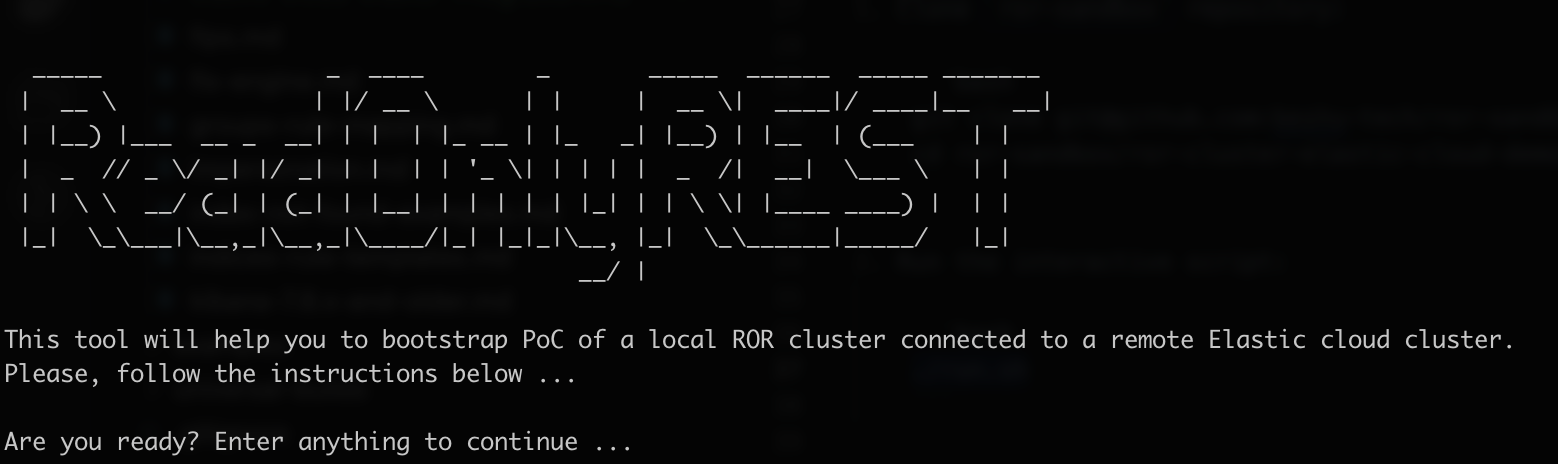 ReadOnlyREST
This tool will help you to bootstrap PoC of a local ROR cluster connected to a remote Elastic cloud cluster.
Please, follow the instructions below ...
Are you ready? Enter anything to continue ...